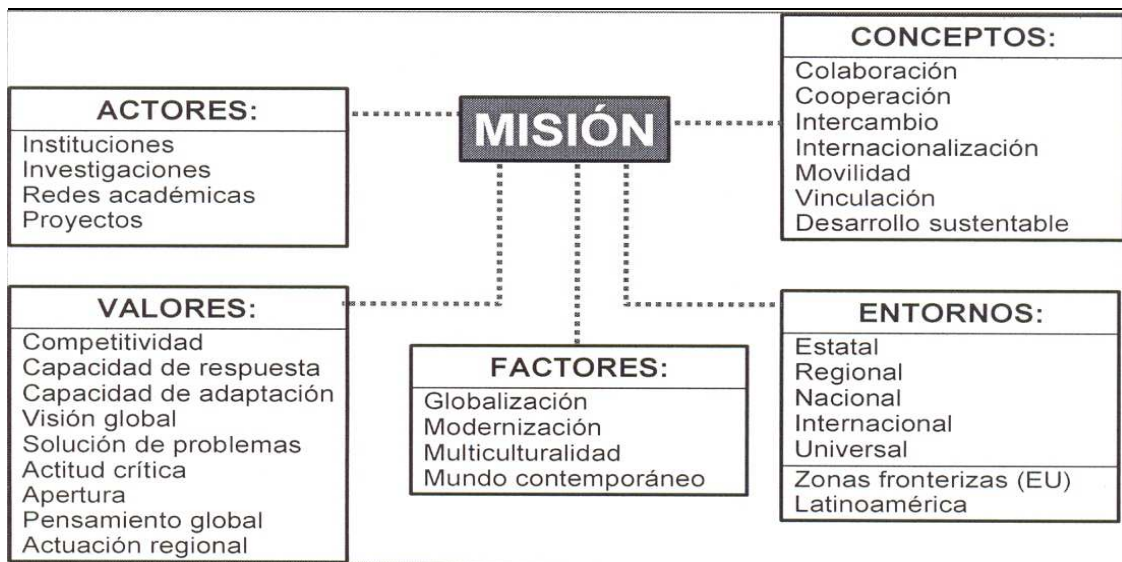 MISIÓN
ACTORES:
Instituciones
Investigaciones
Redes académicas
Proyectos
CONCEPTOS:
Colaboración
Cooperación
Intercambio
Internacionalización
Movilidad
Vinculación
Desarrollo sustentable
VALORES:
Competitividad
Capacidad de respuesta
Capacidad de adaptación
Visión global
Solución de problemas
Actitud crítica
Apertura
Pensamiento global
Actuación regional
FACTORES:
Globalización
Modernización
Multiculturalidad
Mundo contemporáneo
ENTORNOS:
Estatal
Regional
Nacional
Internacional
Universal
Zonas fronterizas (EU)
Latinoamérica